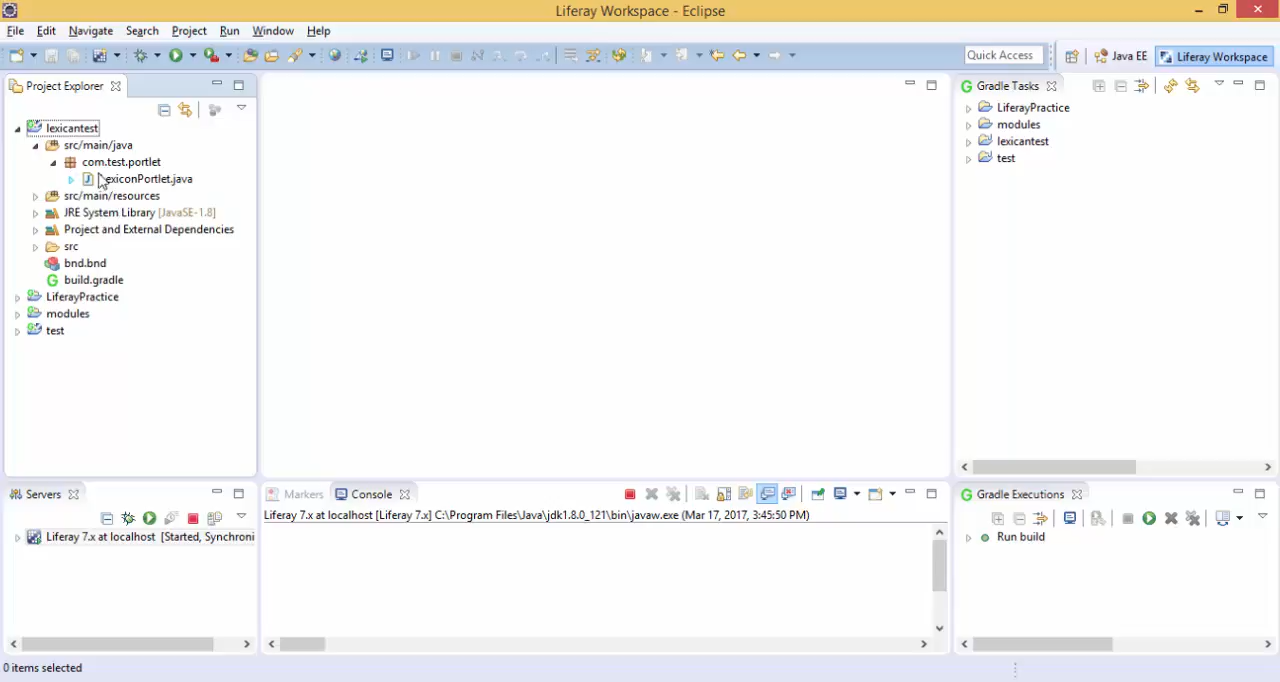 Liferay Workspace - Eclipse
File Edit Navigate Search Project Run Window Help
Quick Access
Java EE
Liferay Workspace
Project Explorer
lexicantest
src/main/java
com.test.portlet
exiconPortlet.java
src/main/resources
JRE System Library [JavaSE-1.8]
Project and External Dependencies
src
bnd.bnd
build.gradle
LiferayPractice
modules
test
Gradle Tasks
LiferayPractice
modules
lexicantest
test
Servers
Liferay 7.x at localhost [Started, Synchroni
Markers
Console
Liferay 7.x at localhost [Liferay 7.x] C:\Program Files\Java\jdk1.8.0_121\bin\javaw.exe (Mar 17, 2017, 3:45:50 PM)
Gradle Executions
Run build
0 items selected